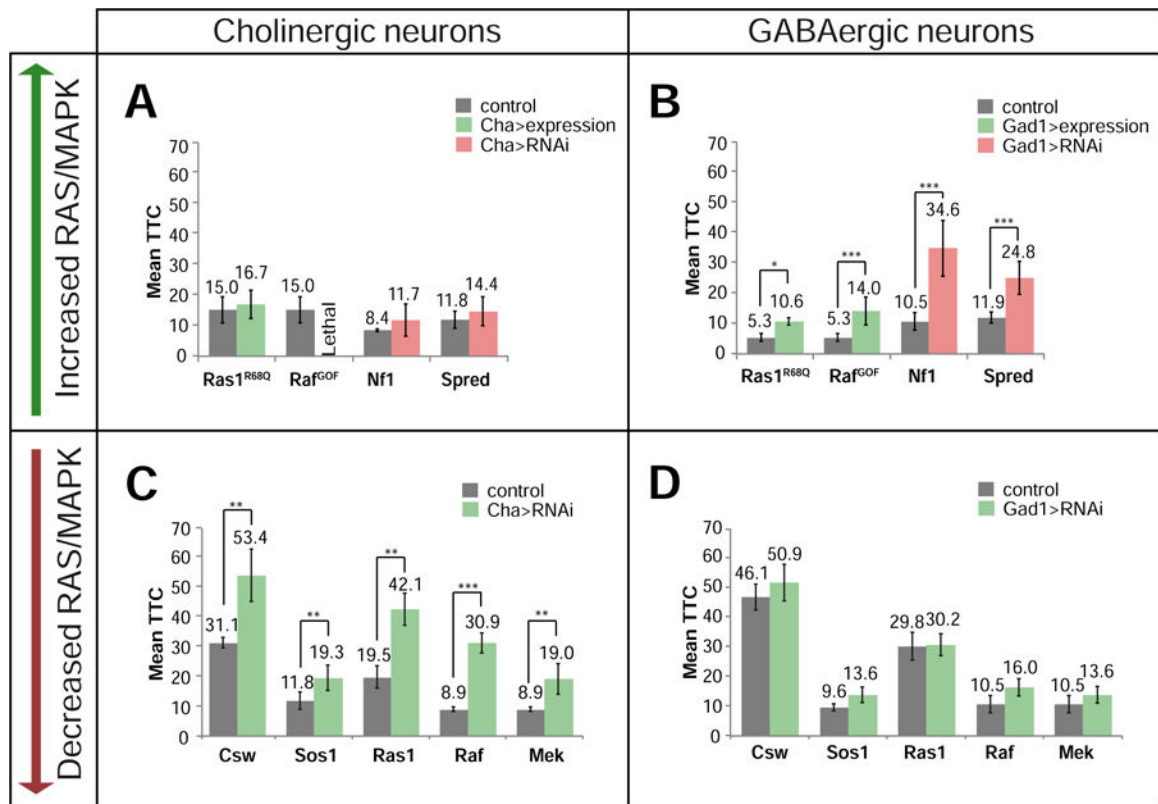 Cholinergic neurons
GABAergic neurons
Increased RAS/MAPK
A
control
Cha>expression
Cha>RNAi
Mean TTC
70
60
50
40
30
20
10
0
15.0
16.7
15.0
Lethal
8.4
11.7
11.8
14.4
Ras1R68Q
RafGOF
Nf1
Spred
B
control
Gad1>expression
Gad1>RNAi
Mean TTC
70
60
50
40
30
20
10
0
*
5.3
10.6
***
5.3
14.0
***
10.5
34.6
***
11.9
24.8
Ras1R68Q
RafGOF
Nf1
Spred
Decreased RAS/MAPK
C
control
Cha>RNAi
Mean TTC
70
60
50
40
30
20
10
0
**
31.1
53.4
**
11.8
19.3
**
19.5
42.1
***
8.9
30.9
**
8.9
19.0
Csw
Sos1
Ras1
Raf
Mek
D
control
Gad1>RNAi
Mean TTC
70
60
50
40
30
20
10
0
46.1
50.9
9.6
13.6
29.8
30.2
10.5
16.0
10.5
13.6
Csw
Sos1
Ras1
Raf
Mek